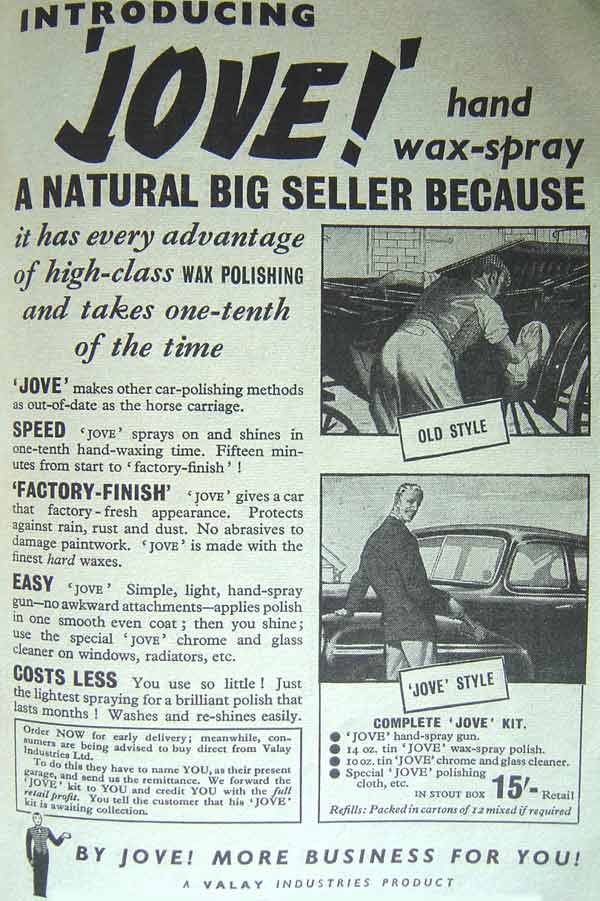 INTRODUCING
'JOVE!'
hand
wax-spray
A NATURAL BIG SELLER BECAUSE
it has every advantage
of high-class WAX POLISHING
and takes one-tenth
of the time
'JOVE' makes other car-polishing methods
as out-of-date as the horse carriage.
SPEED 'JOVE' sprays on and shines in
one-tenth hand-waxing time. Fifteen min-
utes from start to 'factory-finish'!
'FACTORY-FINISH' 'JOVE' gives a car
that factory-fresh appearance. Protects
against rain, rust and dust. No abrasives to
damage paintwork. 'JOVE' is made with the
finest hard waxes.
EASY 'JOVE' Simple, light, hand-spray
gun—no awkward attachments—applies polish
in one smooth even coat; then you shine;
use the special 'JOVE' chrome and glass
cleaner on windows, radiators, etc.
COSTS LESS You use so little! Just
the lightest spraying for a brilliant polish that
lasts months! Washes and re-shines easily.
Order NOW for early delivery; meanwhile, con-
sumers are being advised to buy direct from Valay
Industries Ltd.
To do this they have to name YOU, as their present
garage, and send us the remittance. We forward the
'JOVE' kit to YOU and credit YOU with the full
retail profit. You tell the customer that his 'JOVE'
kit is awaiting collection.
OLD STYLE
'JOVE' STYLE
COMPLETE 'JOVE' KIT.
● 'JOVE' hand-spray gun.
● 14 oz. tin 'JOVE' wax-spray polish.
● 10 oz. tin 'JOVE' chrome and glass cleaner.
● Special 'JOVE' polishing
cloth, etc.
IN STOUT BOX 15'- Retail
Refills: Packed in cartons of 12 mixed if required
BY JOVE! MORE BUSINESS FOR YOU!
A VALAY INDUSTRIES PRODUCT